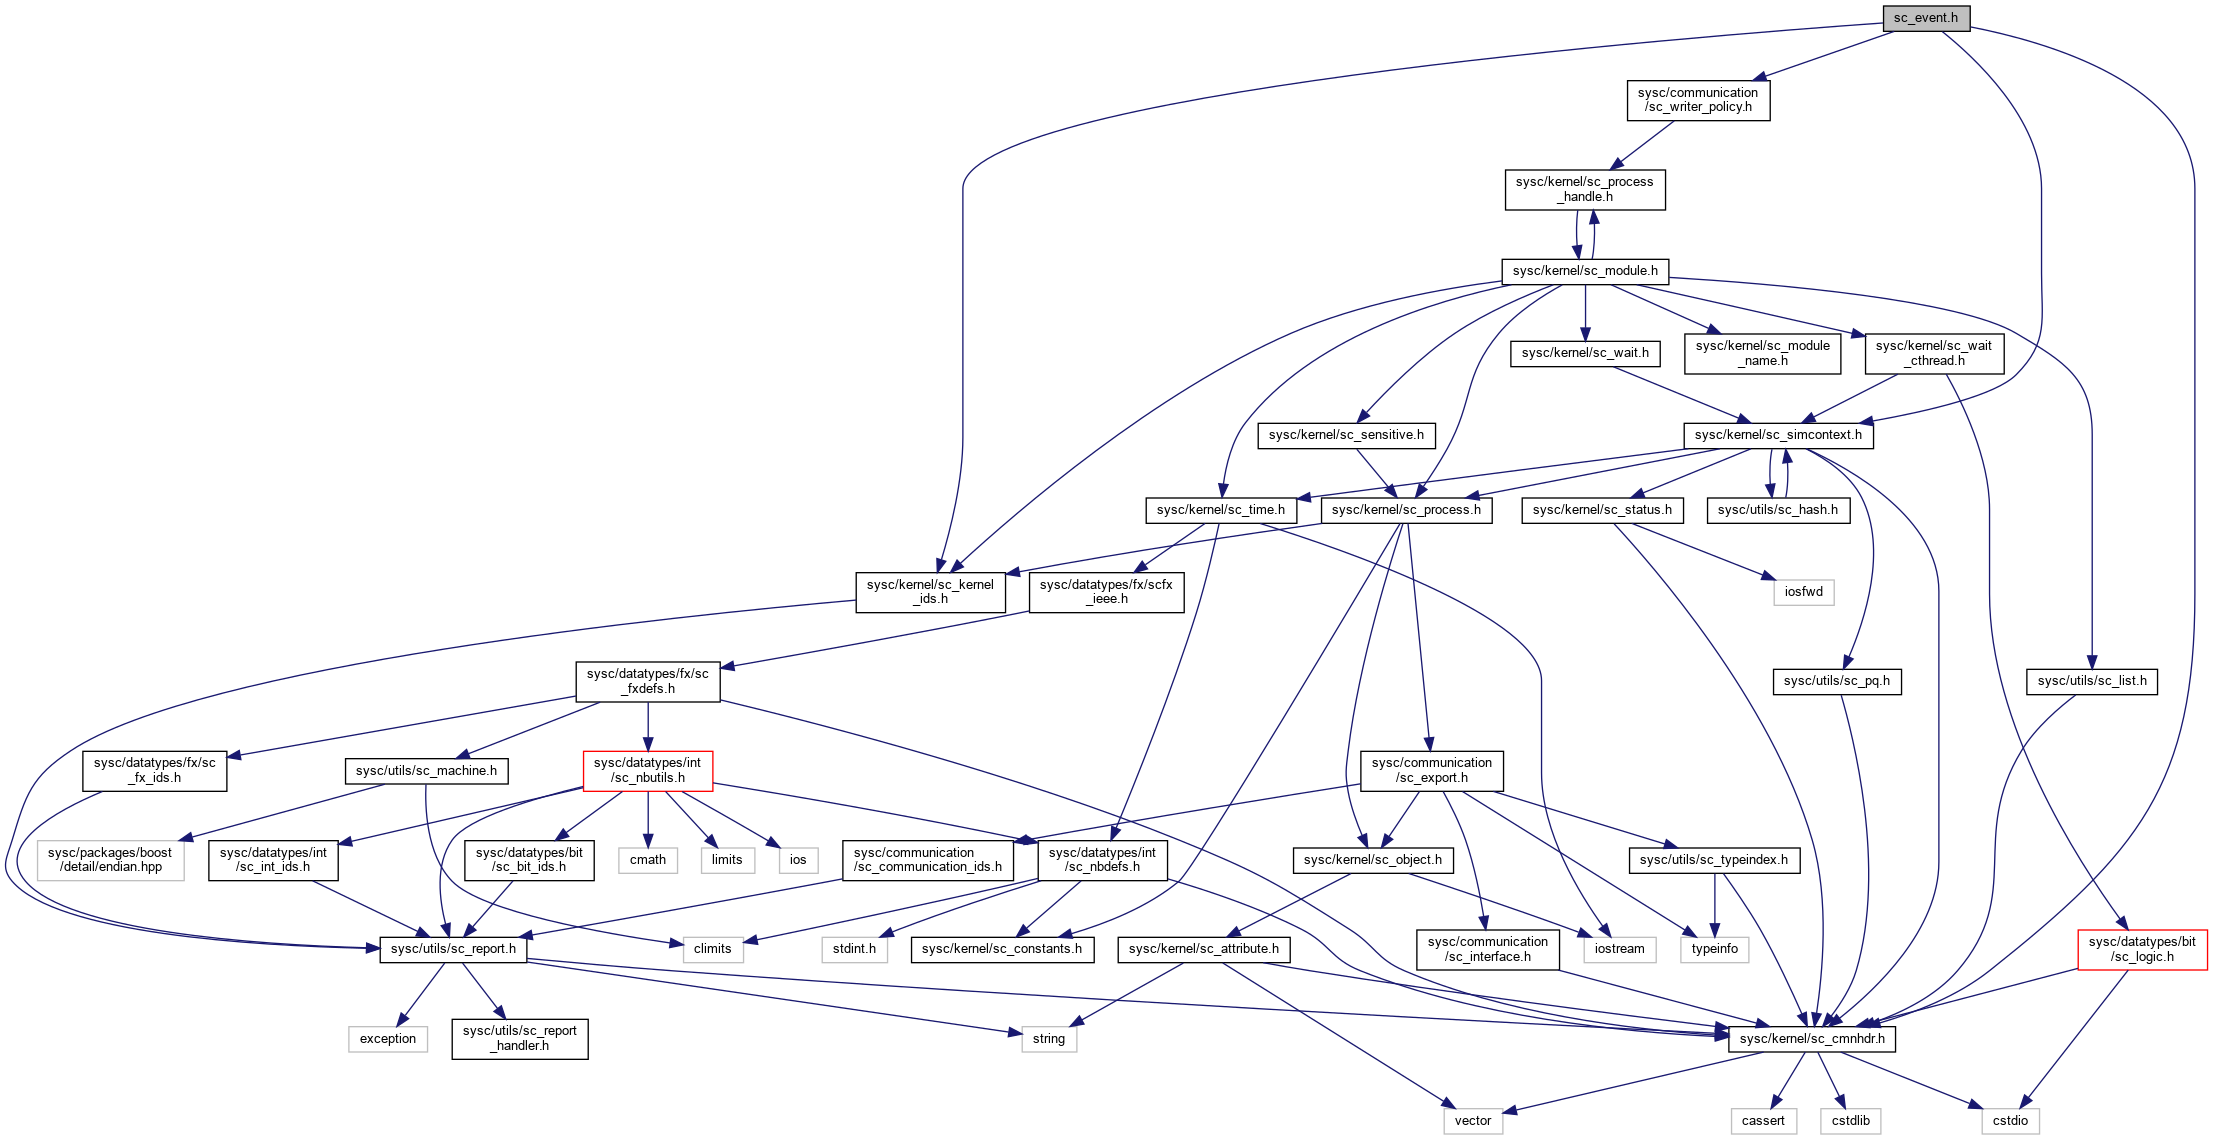 sc_event.h
sysc/communication
/sc_writer_policy.h
sysc/kernel/sc_process
_handle.h
sysc/kernel/sc_module.h
sysc/kernel/sc_wait.h
sysc/kernel/sc_module
_name.h
sysc/kernel/sc_wait
_cthread.h
sysc/kernel/sc_sensitive.h
sysc/kernel/sc_simcontext.h
sysc/kernel/sc_time.h
sysc/kernel/sc_process.h
sysc/kernel/sc_status.h
sysc/utils/sc_hash.h
sysc/kernel/sc_kernel
_ids.h
sysc/datatypes/fx/scfx
_ieee.h
iosfwd
sysc/datatypes/fx/sc
_fxdefs.h
sysc/utils/sc_pq.h
sysc/utils/sc_list.h
sysc/datatypes/fx/sc
_fx_ids.h
sysc/utils/sc_machine.h
sysc/datatypes/int
/sc_nbutils.h
sysc/communication
/sc_export.h
sysc/packages/boost
/detail/endian.hpp
sysc/datatypes/int
/sc_int_ids.h
sysc/datatypes/bit
/sc_bit_ids.h
cmath
limits
ios
sysc/communication
/sc_communication_ids.h
sysc/datatypes/int
/sc_nbdefs.h
sysc/kernel/sc_object.h
sysc/utils/sc_typeindex.h
sysc/utils/sc_report.h
climits
stdint.h
sysc/kernel/sc_constants.h
sysc/kernel/sc_attribute.h
sysc/communication
/sc_interface.h
iostream
typeinfo
sysc/datatypes/bit
/sc_logic.h
exception
sysc/utils/sc_report
_handler.h
string
sysc/kernel/sc_cmnhdr.h
vector
cassert
cstdlib
cstdio